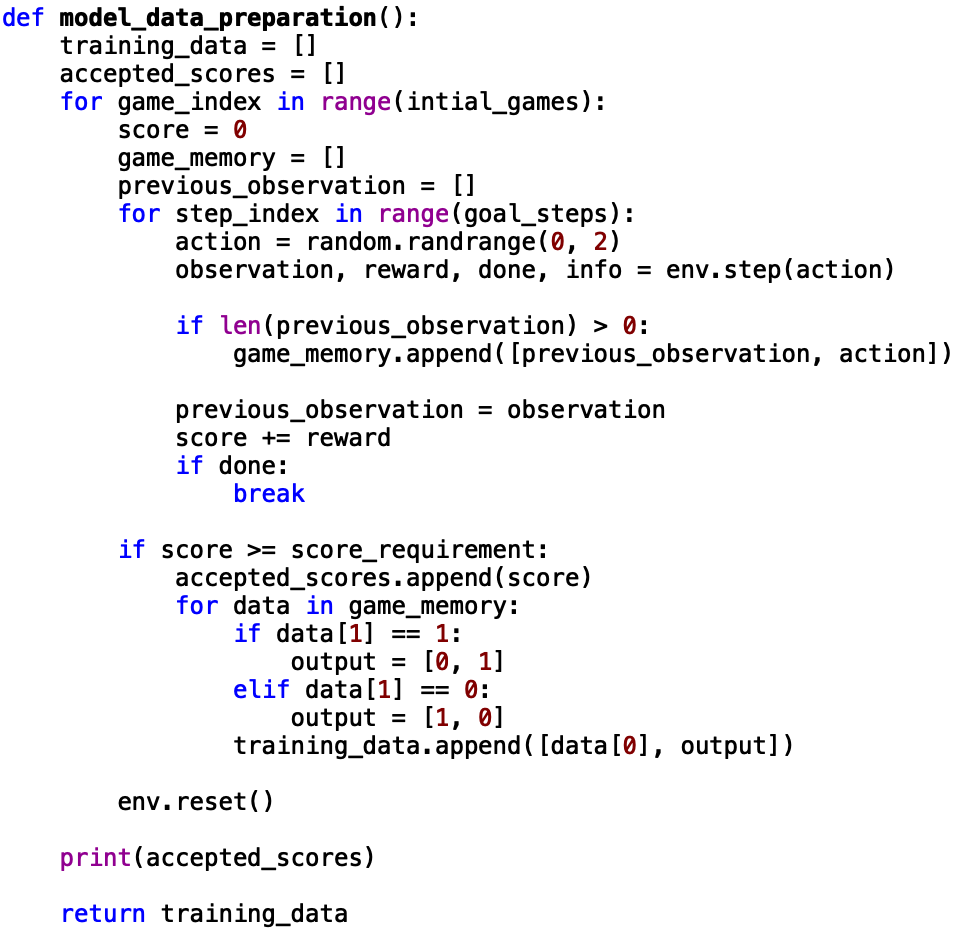 def model_data_preparation():
    training_data = []
    accepted_scores = []
    for game_index in range(intial_games):
        score = 0
        game_memory = []
        previous_observation = []
        for step_index in range(goal_steps):
            action = random.randrange(0, 2)
            observation, reward, done, info = env.step(action)

            if len(previous_observation) > 0:
                game_memory.append([previous_observation, action])

            previous_observation = observation
            score += reward
            if done:
                break

        if score >= score_requirement:
            accepted_scores.append(score)
            for data in game_memory:
                if data[1] == 1:
                    output = [0, 1]
                elif data[1] == 0:
                    output = [1, 0]
                training_data.append([data[0], output])

        env.reset()

    print(accepted_scores)

    return training_data